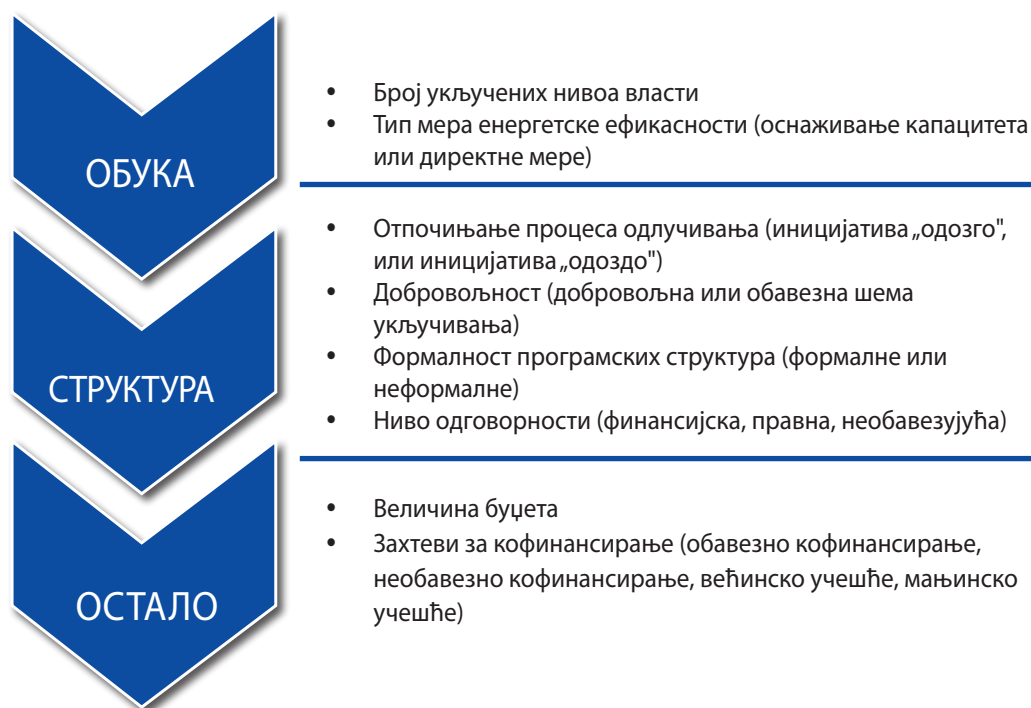 ОБУКА
• Број укључених нивоа власти
• Тип мера енергетске ефикасности (оснаживање капацитета
или директне мере)
СТРУКТУРА
• Отпочињање процеса одлучивања (иницијатива „одозго",
или иницијатива „одоздо")
• Добровољност (добровољна или обавезна шема
укључивања)
• Формалност програмских структура (формалне или
неформалне)
• Ниво одговорности (финансијска, правна, необавезујућа)
ОСТАЛО
• Величина буџета
• Захтеви за кофинансирање (обавезно кофинансирање,
необавезно кофинансирање, већинско учешће, мањинско
учешће)